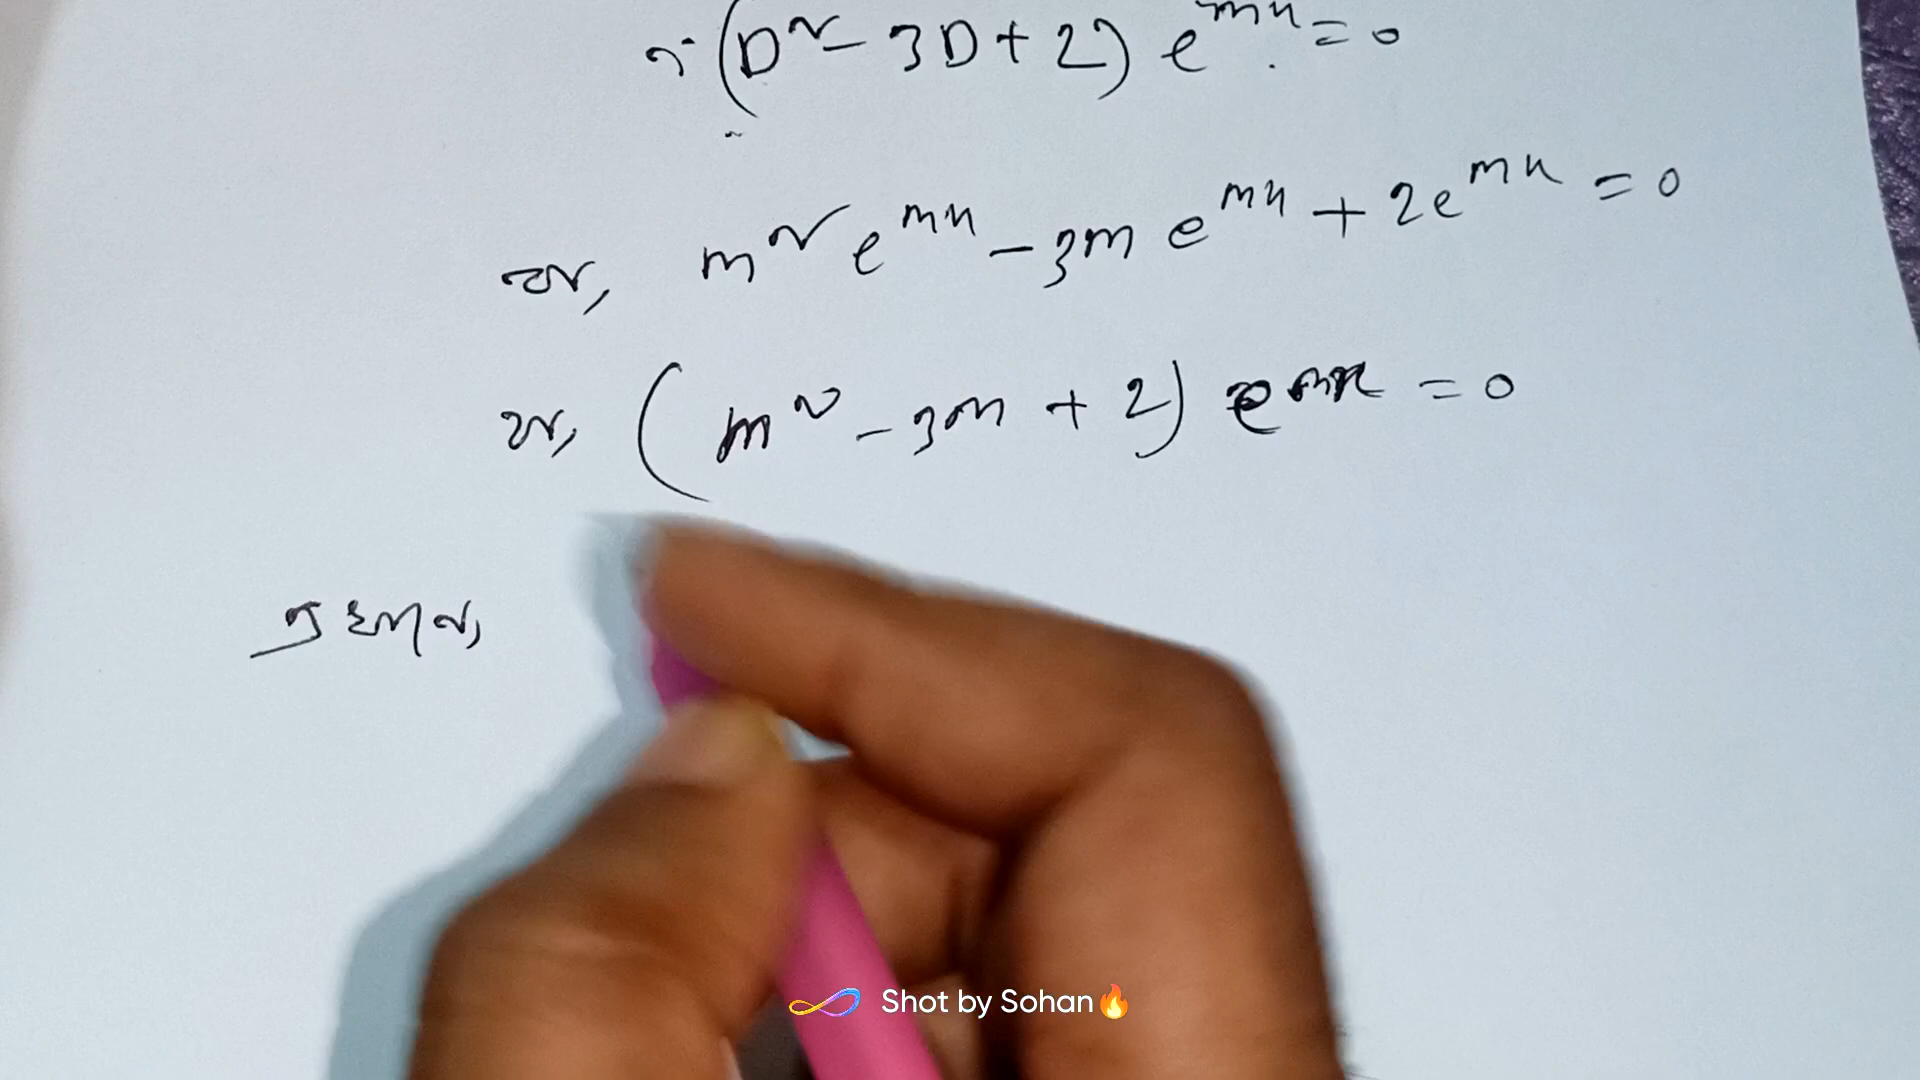 বা (D² - 3D + 2) e^{mx} = 0
বা, m² e^{mx} - 3m e^{mx} + 2e^{mx} = 0
বা, (m² - 3m + 2) e^{mx} = 0
এখানে,
Shot by Sohan🔥